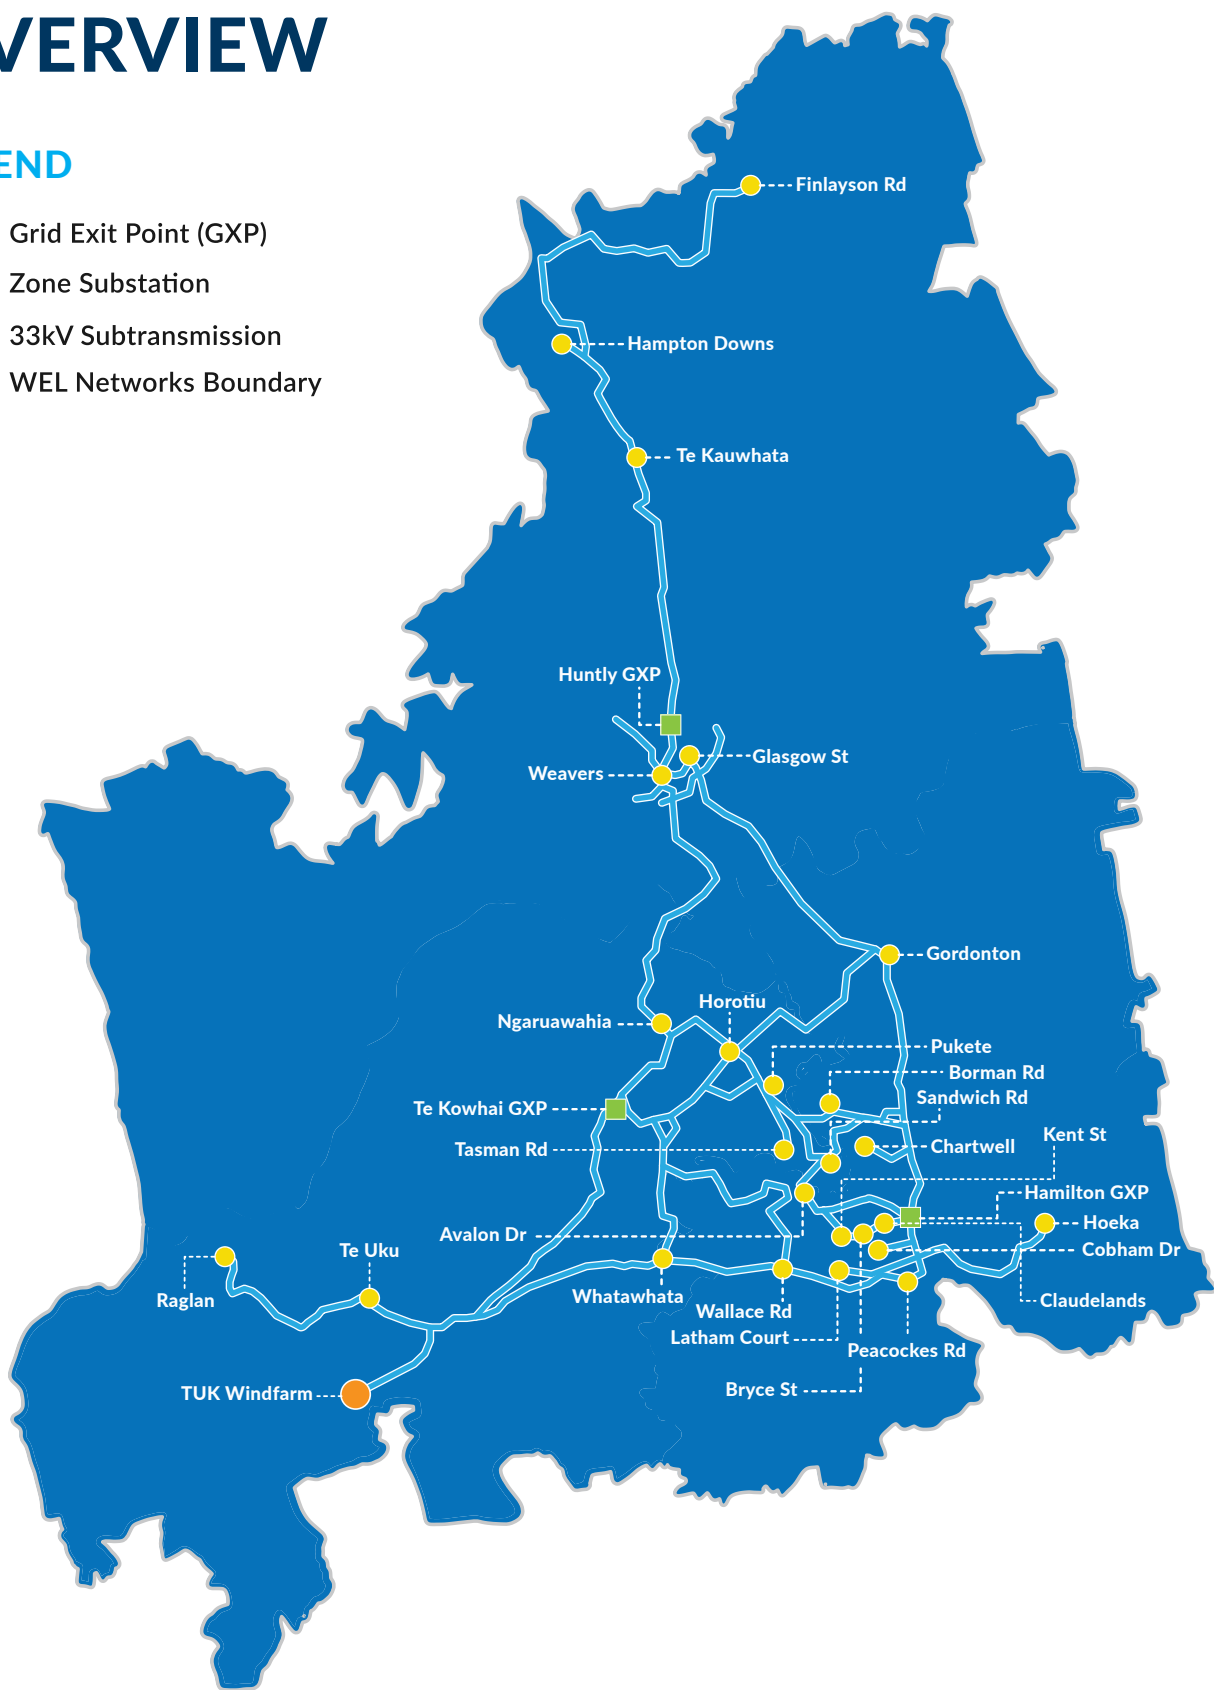 VERVIEW
END
Grid Exit Point (GXP)
Zone Substation
33kV Subtransmission
WEL Networks Boundary
Finlayson Rd
Hampton Downs
Te Kauwhata
Huntly GXP
Glasgow St
Weavers
Gordonton
Horotiu
Ngaruawahia
Pukete
Borman Rd
Sandwich Rd
Te Kowhai GXP
Kent St
Chartwell
Tasman Rd
Hamilton GXP
Hoeka
Avalon Dr
Cobham Dr
Te Uku
Raglan
Whatawhata
Claudelands
Wallace Rd
Latham Court
Peacockes Rd
Bryce St
TUK Windfarm